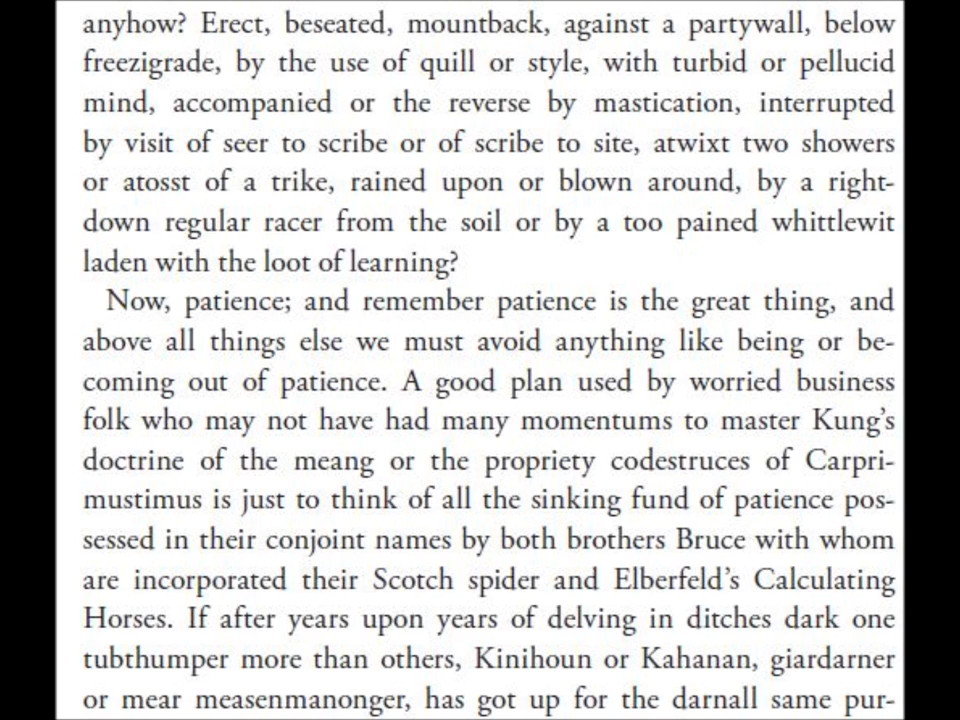 anyhow? Erect, beseated, mountback, against a partywall, below
freezigrade, by the use of quill or style, with turbid or pellucid
mind, accompanied or the reverse by mastication, interrupted
by visit of seer to scribe or of scribe to site, atwixt two showers
or atosst of a trike, rained upon or blown around, by a right-
down regular racer from the soil or by a too pained whittlewit
laden with the loot of learning?
Now, patience; and remember patience is the great thing, and
above all things else we must avoid anything like being or be-
coming out of patience. A good plan used by worried business
folk who may not have had many momentums to master Kung’s
doctrine of the meang or the propriety codestruces of Carpri-
mustimus is just to think of all the sinking fund of patience pos-
sessed in their conjoint names by both brothers Bruce with whom
are incorporated their Scotch spider and Elberfeld’s Calculating
Horses. If after years upon years of delving in ditches dark one
tubthumper more than others, Kinihoun or Kahanan, giardarner
or mear measenmanonger, has got up for the darnall same pur-